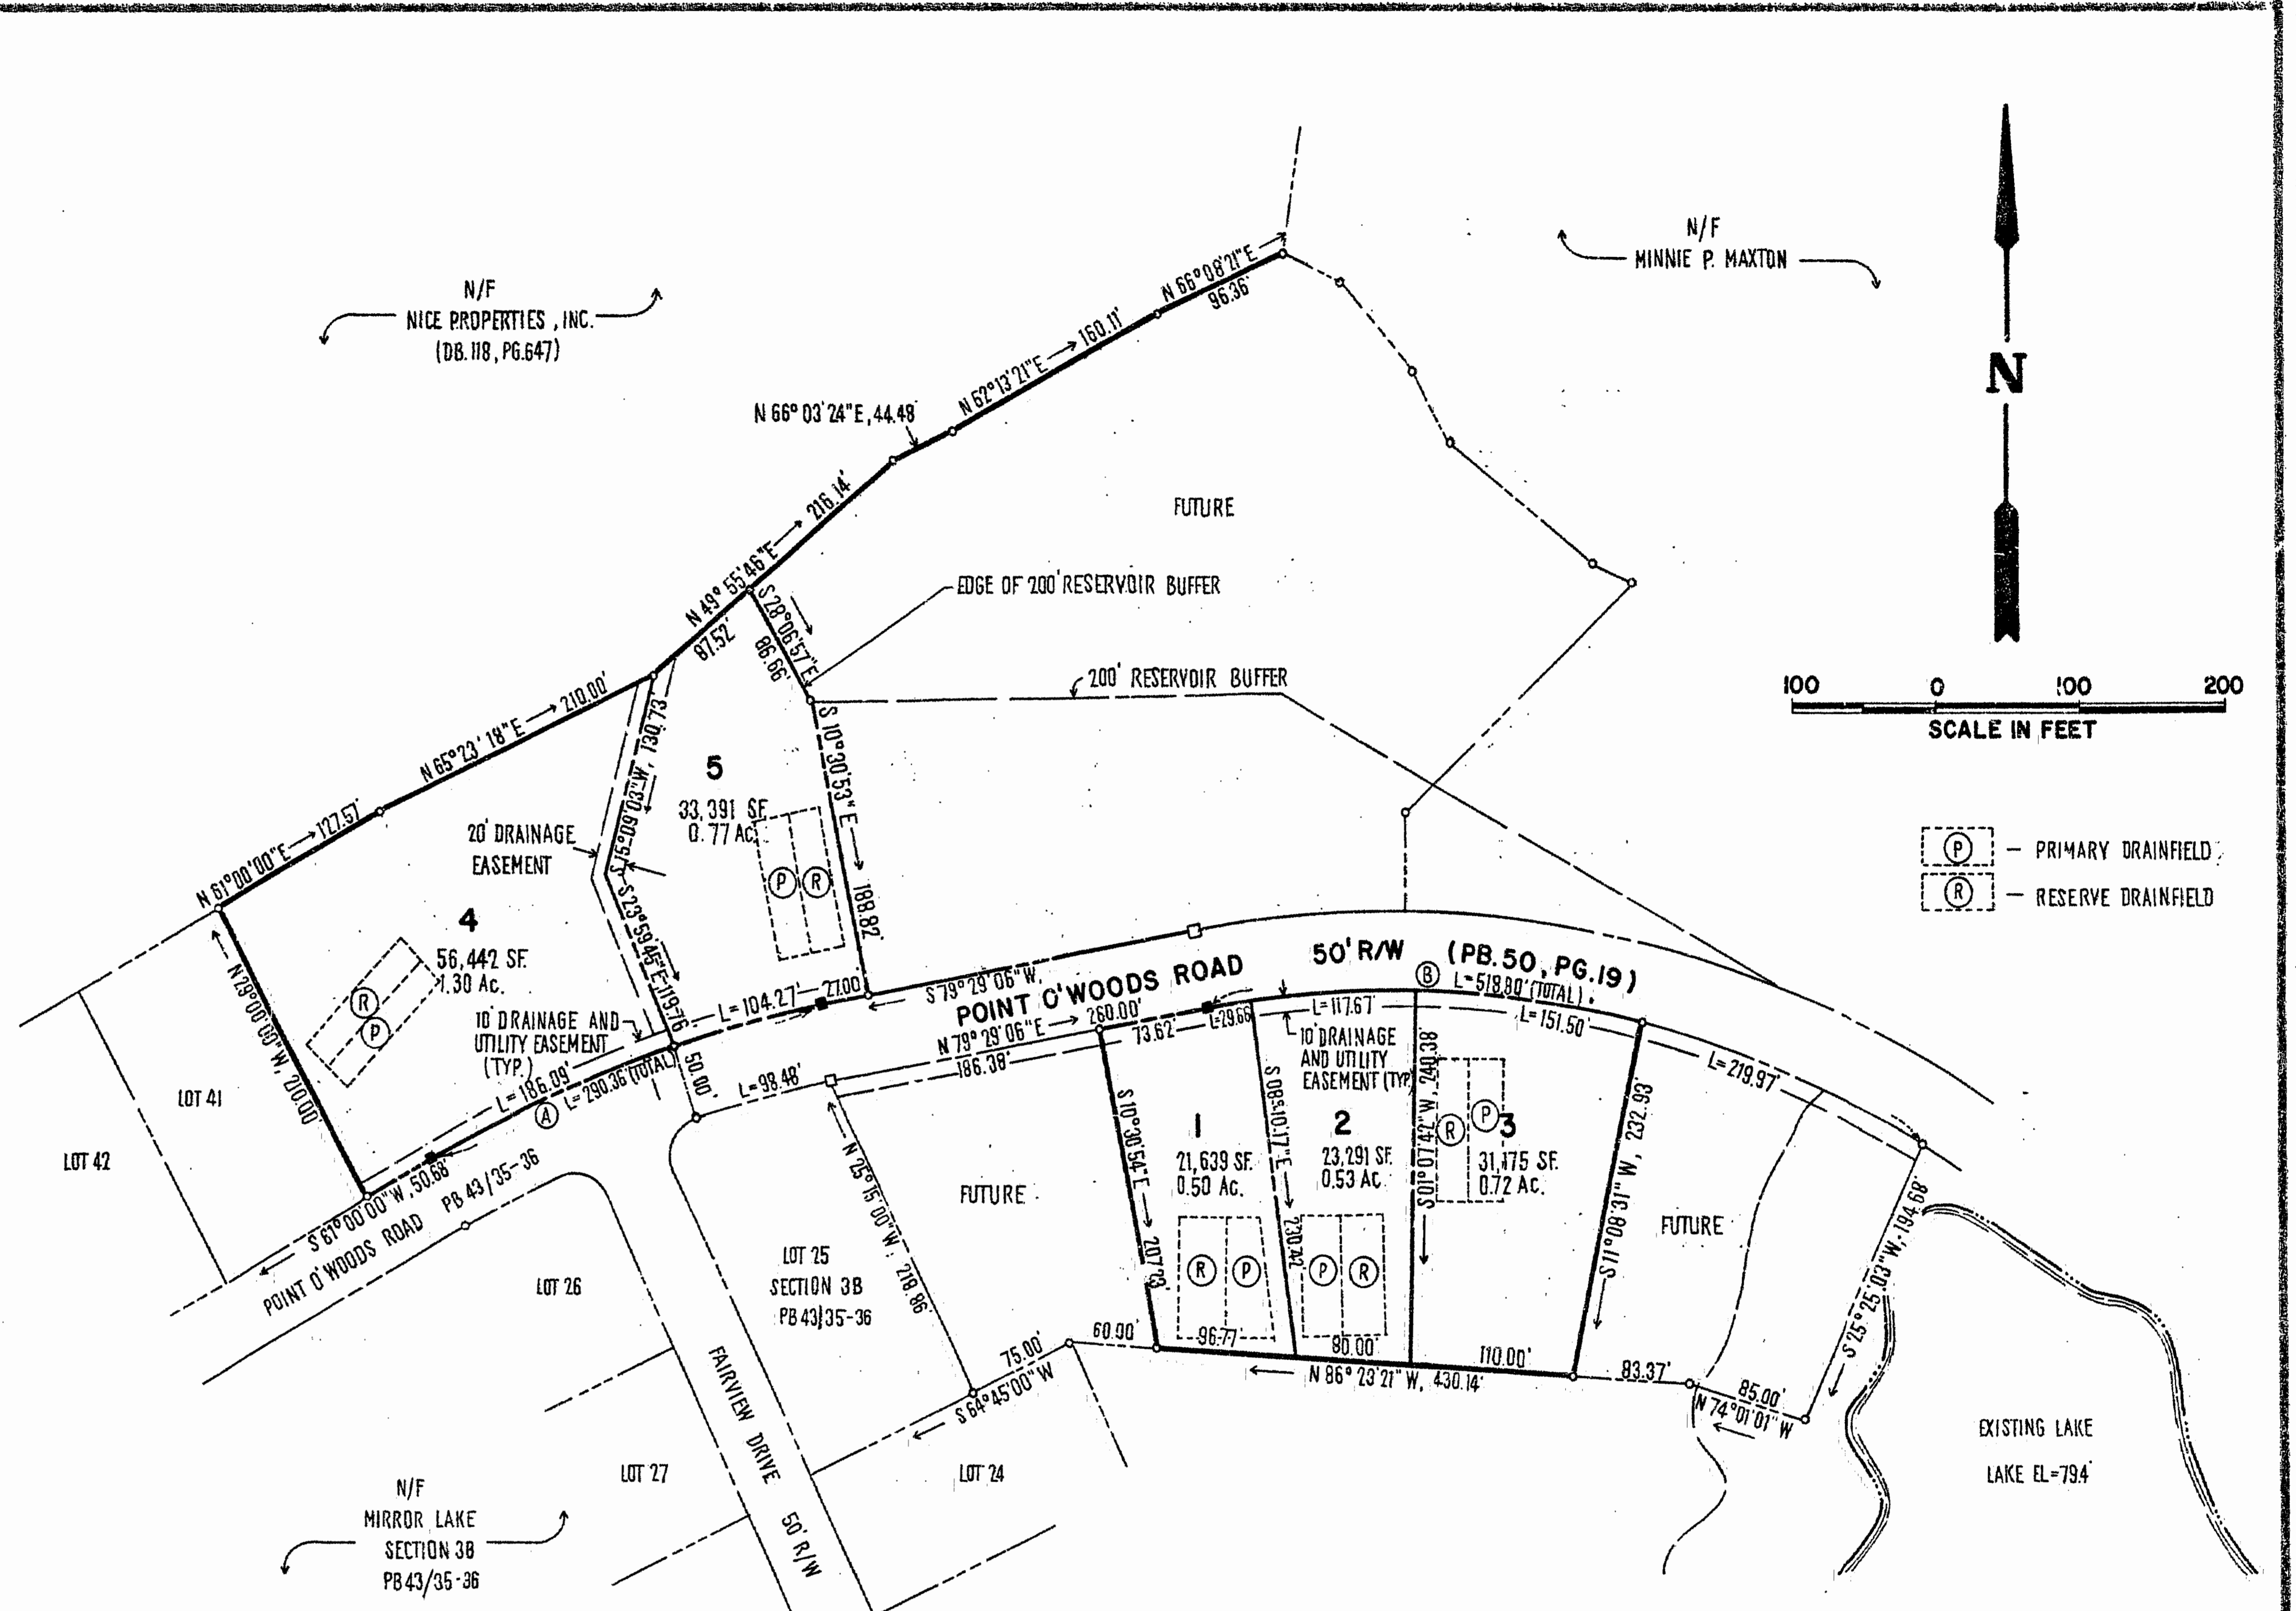 N/F
MINNIE P. MAXTON
N/F
NICE PROPERTIES, INC.
(DB. 118, PG. 647)
N
100 0 100 200
SCALE IN FEET
P — PRIMARY DRAINFIELD
R — RESERVE DRAINFIELD
N 66°08'21"E
96.36'
N 62°13'21"E 160.11'
N 66°03'24"E, 44.48'
N 49°55'46"E 216.14'
87.52'
FUTURE
EDGE OF 200' RESERVOIR BUFFER
200' RESERVOIR BUFFER
S 28°06'57"E
86.66'
S 10°30'53"E 188.82'
N 65°23'18"E 210.00'
N 61°00'00"E 127.57'
N29°00'00"W, 210.00'
S 15°09'03"W, 130.73'
S 23°59'46"E 119.76'
5
33,391 SF.
0.77 Ac.
P R
20' DRAINAGE
EASEMENT
4
56,442 SF.
1.30 Ac.
R
P
10' DRAINAGE AND
UTILITY EASEMENT
(TYP.)
L=186.09'
A L=290.36'(TOTAL)
L=104.27' 27.00'
50.00'
L=98.48'
S 61°00'00"W, 50.68'
POINT O'WOODS ROAD PB 43/35-36
S 79°29'06"W,
POINT O'WOODS ROAD 50' R/W (PB. 50, PG. 19)
N 79°29'06"E 260.00'
186.38' 73.62' L=29.66'
L=117.67'
B L=518.80' (TOTAL)
L=151.50'
L=219.97'
10' DRAINAGE
AND UTILITY
EASEMENT (TYP.
S 10°30'54"E 207.23'
S 08°10'17"E 230.42'
S 01°07'42"W, 240.38'
S 11°08'31"W, 232.93'
S 25°25'03"W, 194.68'
1
21,639 SF.
0.50 Ac.
R P
2
23,291 SF.
0.53 Ac.
P R
3
31,175 SF.
0.72 Ac.
R P
FUTURE
FUTURE
LOT 41
LOT 42
LOT 26
LOT 25
SECTION 3B
PB 43/35-36
N 25°15'00"W, 218.86'
75.00'
S 64°45'00"W
60.00' 96.77' 80.00' 110.00' 83.37'
N 86°23'21"W, 430.14'
85.00'
N 74°01'01"W
FAIRVIEW DRIVE 50' R/W
LOT 27
LOT 24
N/F
MIRROR LAKE
SECTION 3B
PB 43/35-36
EXISTING LAKE
LAKE EL=79.4'